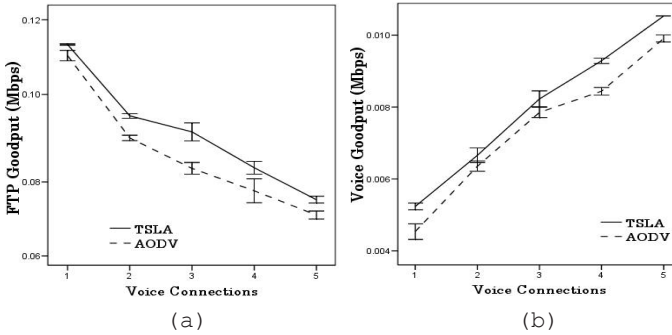 FTP Goodput (Mbps)
0.12
0.10
0.08
0.06
TSLA
AODV
1 2 3 4 5
Voice Connections
(a)
Voice Goodput (Mbps)
0.010
0.008
0.006
0.004
TSLA
AODV
1 2 3 4 5
Voice Connections
(b)